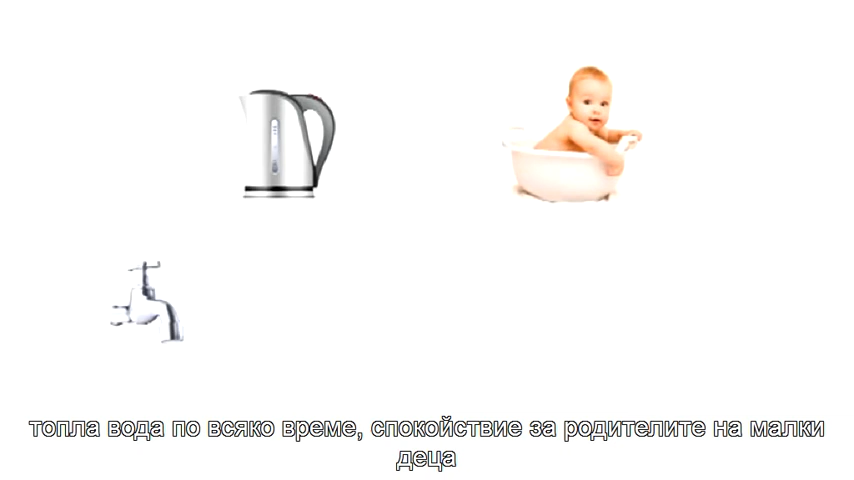 топла вода по всяко време, спокойствие за родителите на малки
деца